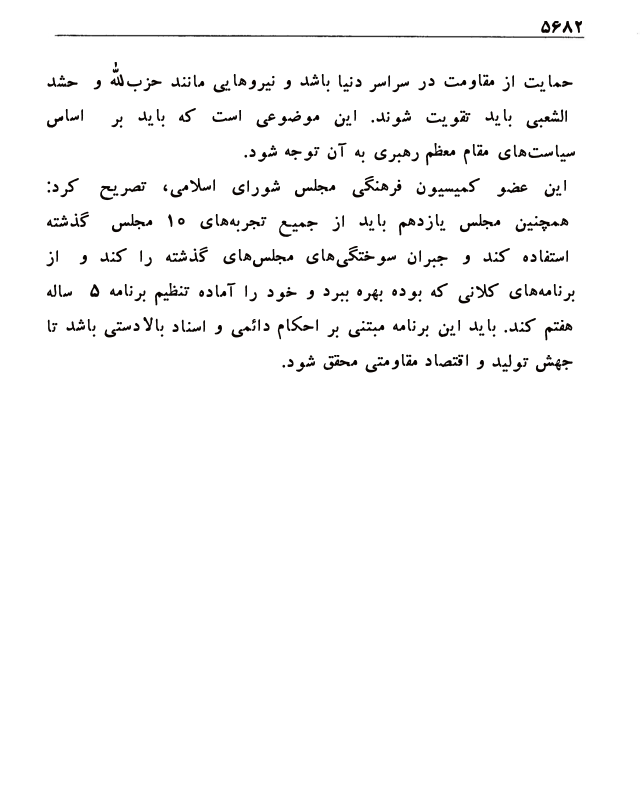 ۵۶۸۲
حمایت از مقاومت در سراسر دنیا باشد و نیروهایی مانند حزب‌الله و حشد
الشعبی باید تقویت شوند. این موضوعی است که باید بر اساس
سیاست‌های مقام معظم رهبری به آن توجه شود.
این عضو کمیسیون فرهنگی مجلس شورای اسلامی، تصریح کرد:
همچنین مجلس یازدهم باید از جمیع تجربه‌های ۱۰ مجلس گذشته
استفاده کند و جبران سوختگی‌های مجلس‌های گذشته را کند و از
برنامه‌های کلانی که بوده بهره ببرد و خود را آماده تنظیم برنامه ۵ ساله
هفتم کند. باید این برنامه مبتنی بر احکام دائمی و اسناد بالادستی باشد تا
جهش تولید و اقتصاد مقاومتی محقق شود.